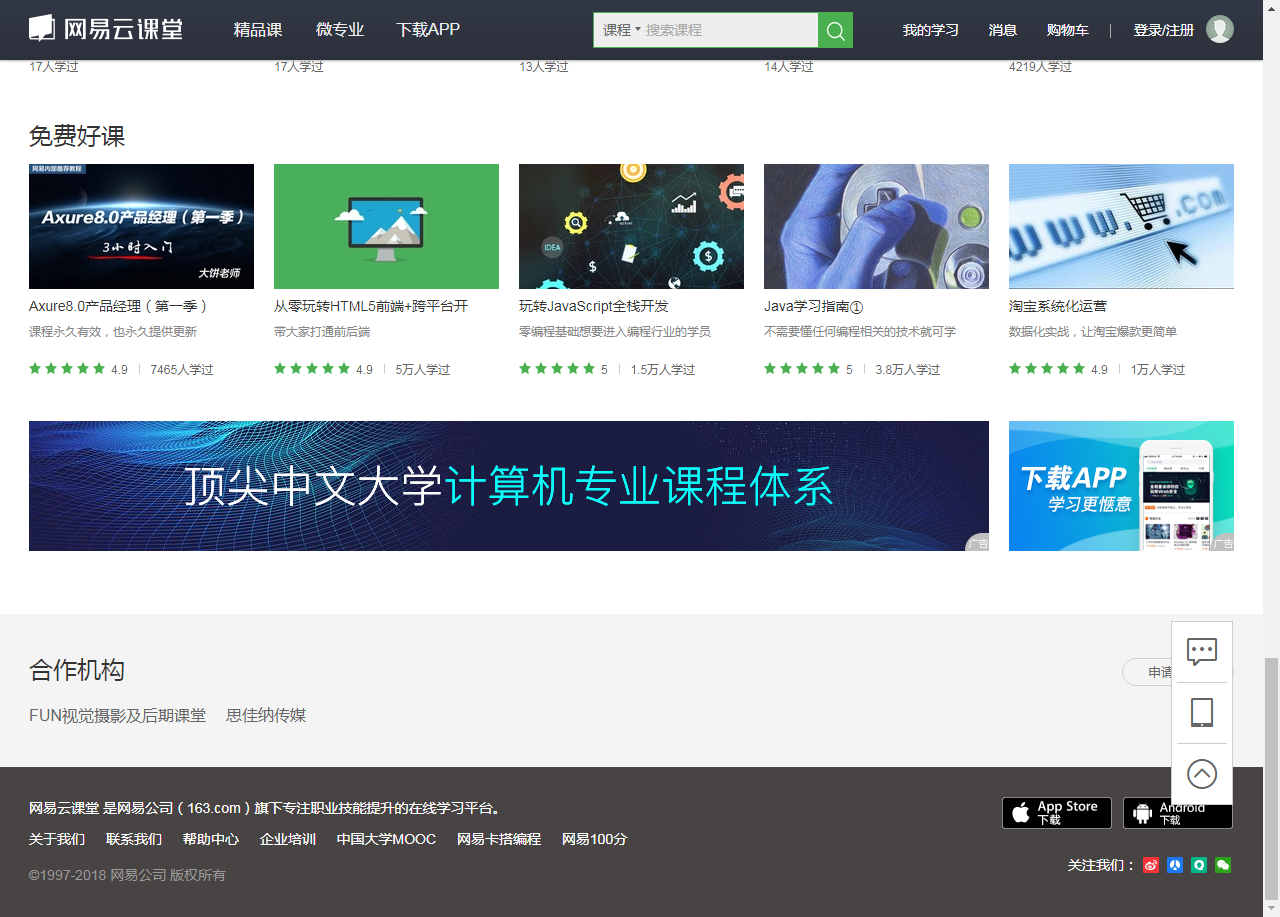 网易云课堂 精品课 微专业 下载APP 课程 搜索课程 我的学习 消息 购物车 | 登录/注册
17人学过 17人学过 13人学过 14人学过 4219人学过
免费好课
网易内部推荐教程
Axure8.0产品经理（第一季）
3小时入门
大饼老师
IDEA
www. .com
Axure8.0产品经理（第一季） 从零玩转HTML5前端+跨平台开 玩转JavaScript全栈开发 Java学习指南① 淘宝系统化运营
课程永久有效，也永久提供更新 带大家打通前后端 零编程基础想要进入编程行业的学员 不需要懂任何编程相关的技术就可学 数据化实战，让淘宝爆款更简单
4.9 | 7465人学过 4.9 | 5万人学过 5 | 1.5万人学过 5 | 3.8万人学过 4.9 | 1万人学过
顶尖中文大学计算机专业课程体系
广告
下载APP
学习更惬意
广告
合作机构
申请
FUN视觉摄影及后期课堂 思佳纳传媒
网易云课堂 是网易公司（163.com）旗下专注职业技能提升的在线学习平台。
关于我们 联系我们 帮助中心 企业培训 中国大学MOOC 网易卡搭编程 网易100分
©1997-2018 网易公司 版权所有
App Store
下载
Android
下载
关注我们：